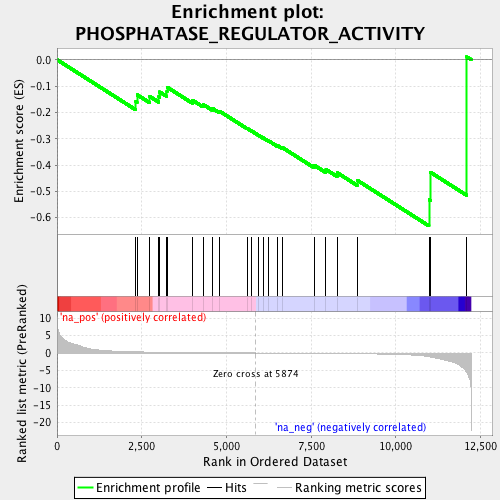 Enrichment plot:
PHOSPHATASE_REGULATOR_ACTIVITY
Enrichment score (ES)
0.0
-0.1
-0.2
-0.3
-0.4
-0.5
-0.6
Ranked list metric (PreRanked)
10
5
0
-5
-10
-15
-20
'na_pos' (positively correlated)
Zero cross at 5874
'na_neg' (negatively correlated)
0
2,500
5,000
7,500
10,000
12,500
Rank in Ordered Dataset
Enrichment profile
Hits
Ranking metric scores